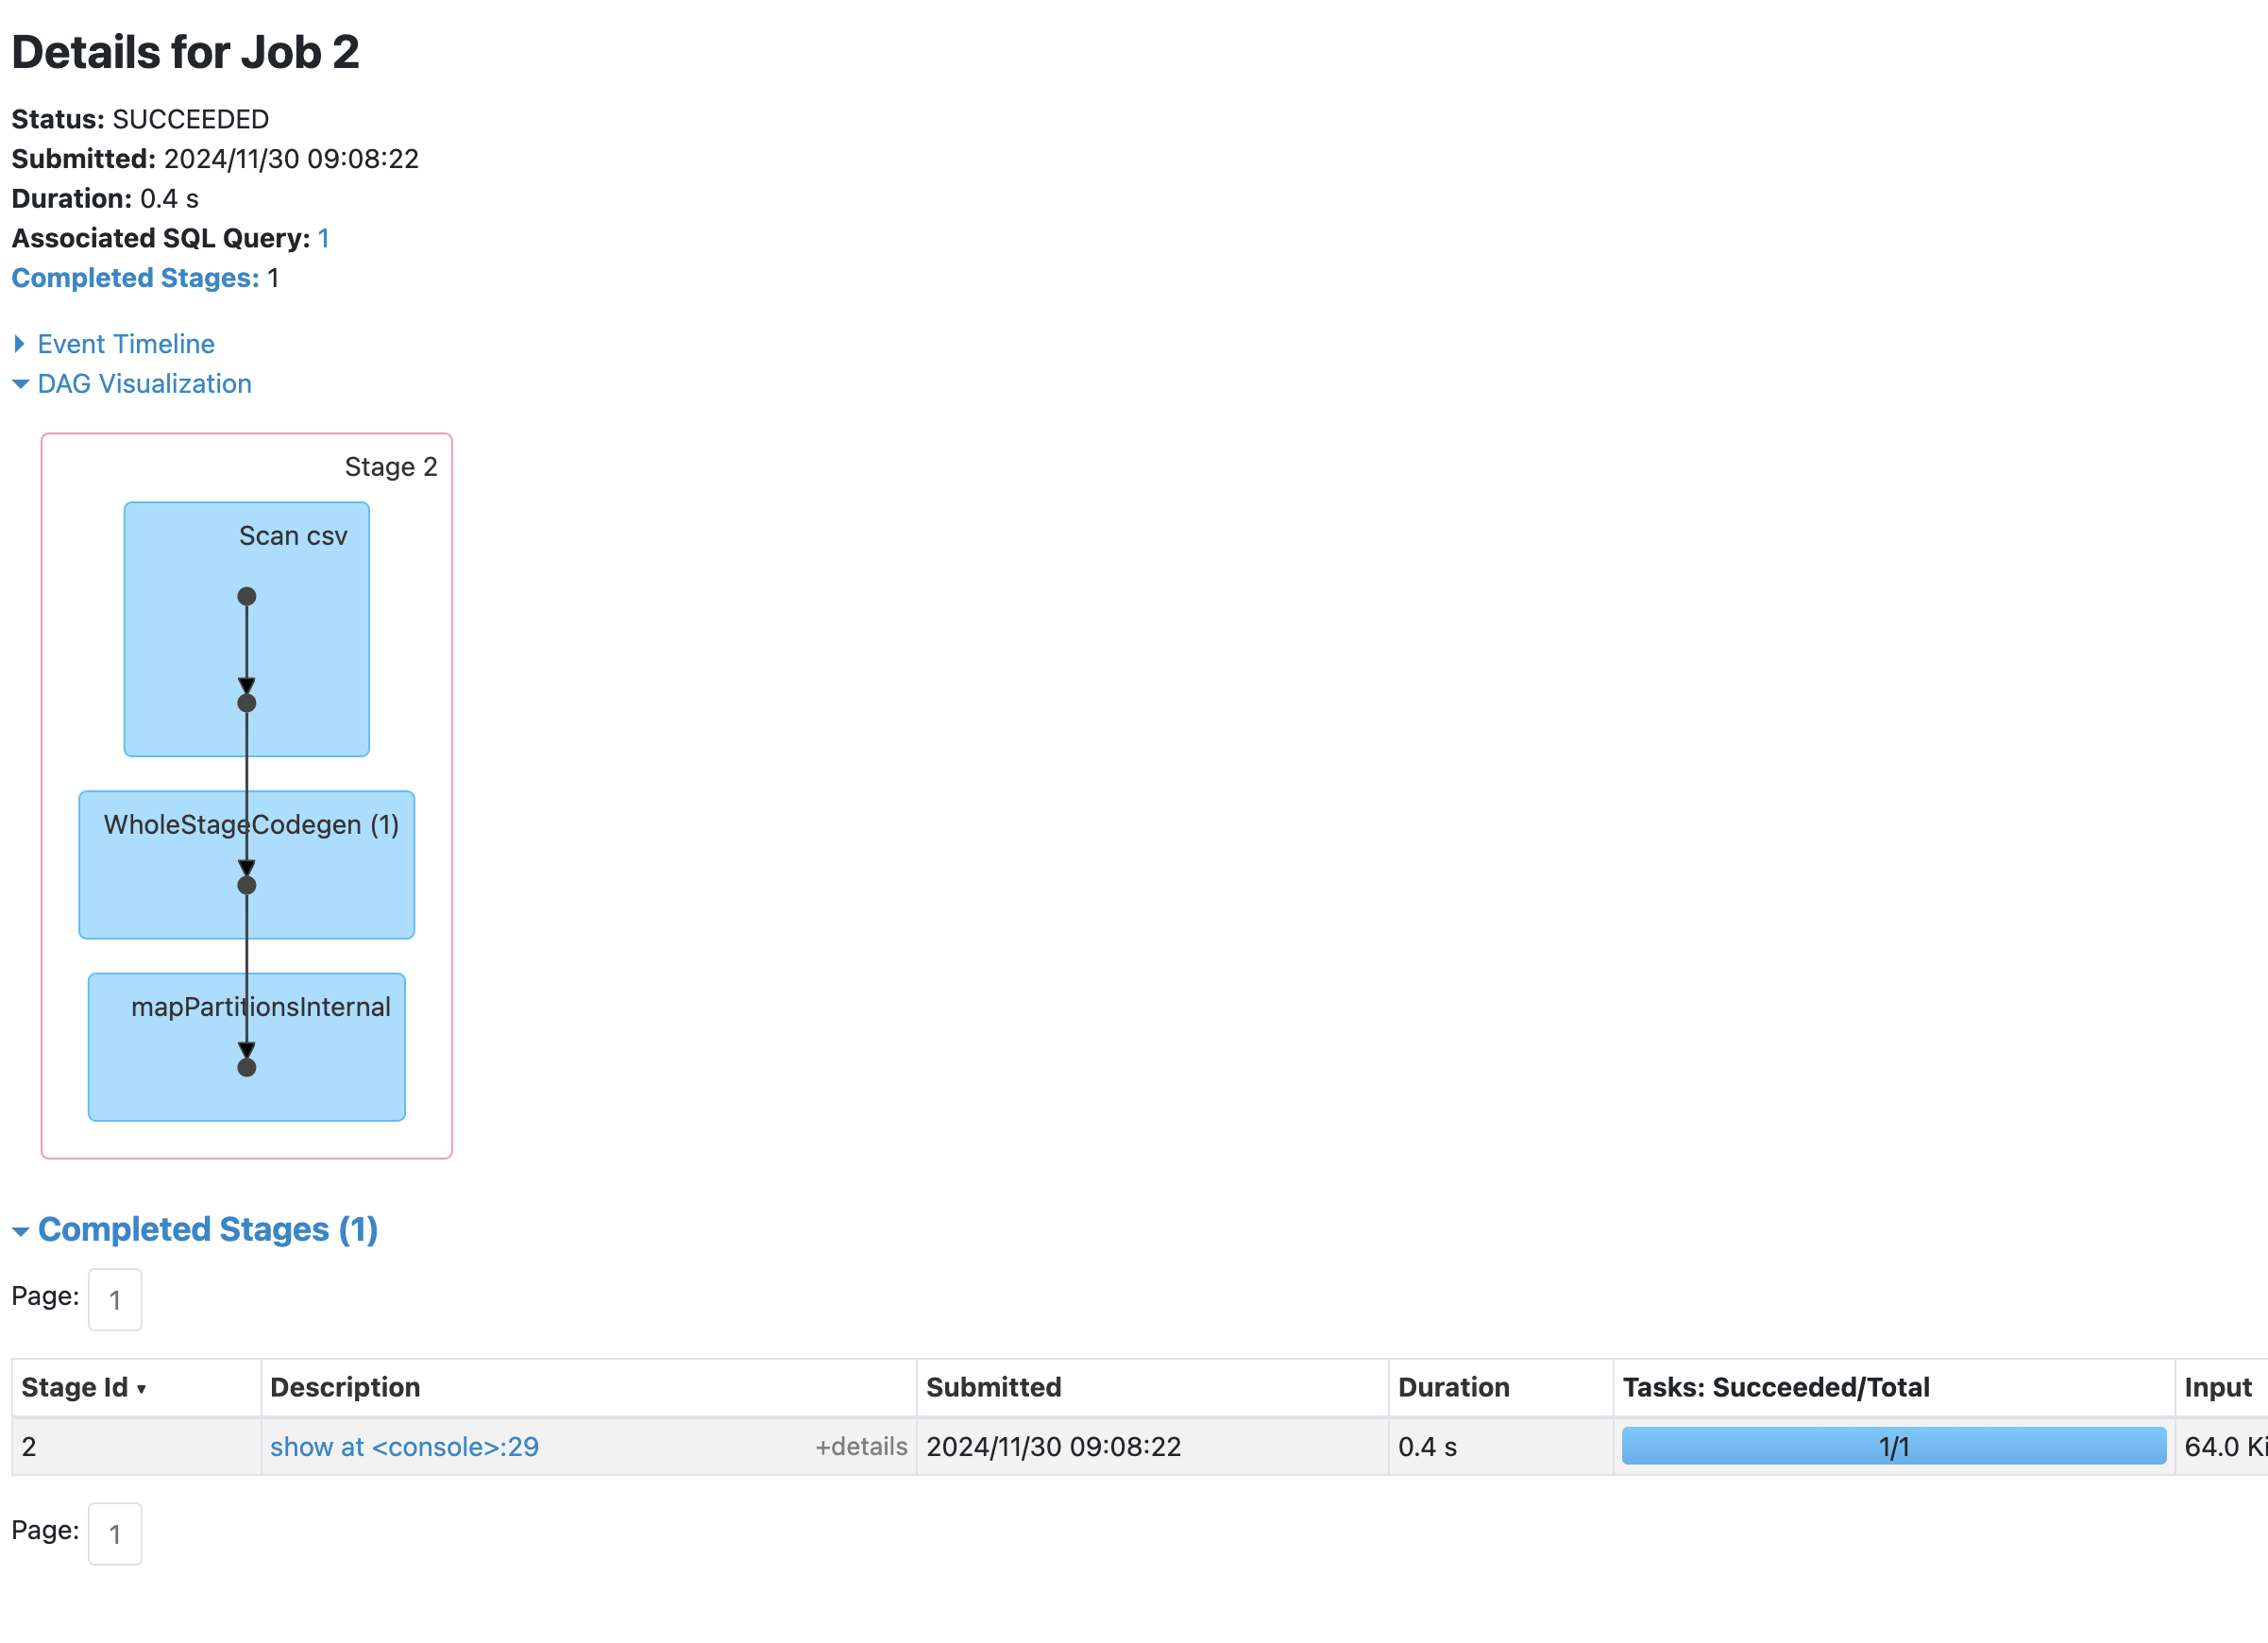 Details for Job 2
Status: SUCCEEDED
Submitted: 2024/11/30 09:08:22
Duration: 0.4 s
Associated SQL Query: 1
Completed Stages: 1
Event Timeline
DAG Visualization
Stage 2
Scan csv
WholeStageCodegen (1)
mapPartitionsInternal
Completed Stages (1)
Page: 1
Stage Id ▾ Description Submitted Duration Tasks: Succeeded/Total Input
2 show at <console>:29 +details 2024/11/30 09:08:22 0.4 s 1/1 64.0
Page: 1